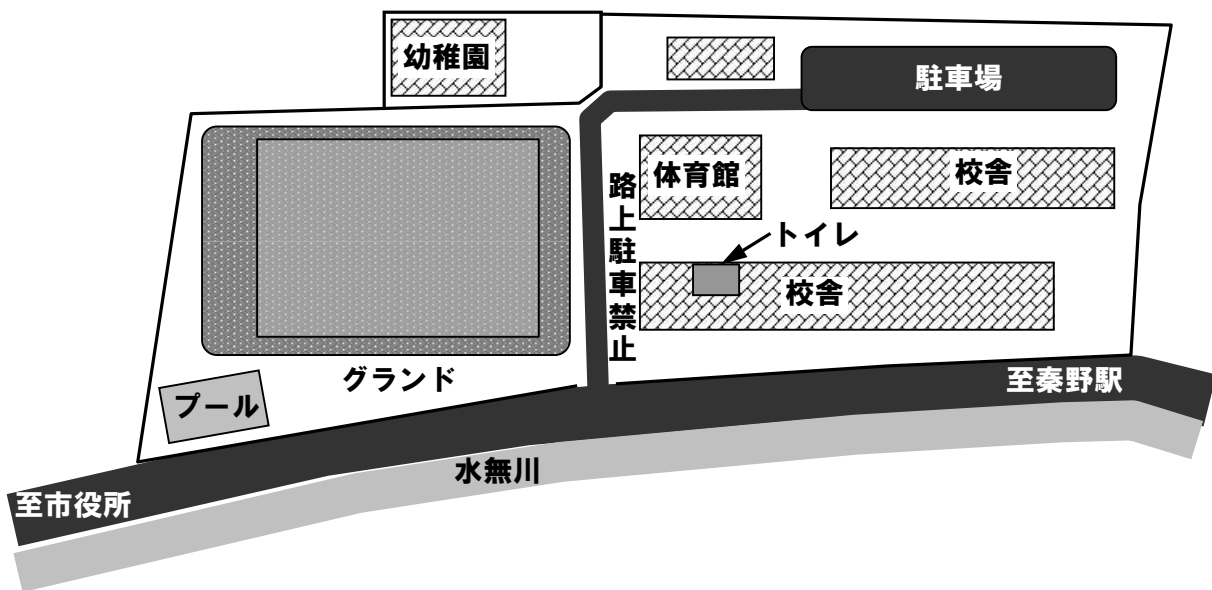 幼稚園
駐車場
体育館
校舎
路上駐車禁止
トイレ
校舎
グランド
至秦野駅
プール
水無川
至市役所